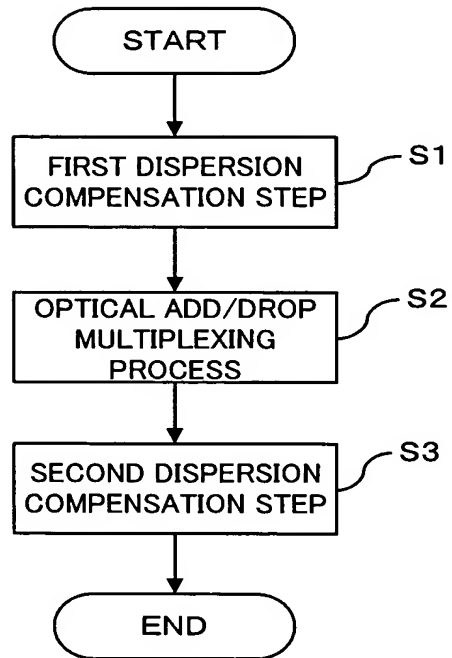 START
FIRST DISPERSION
COMPENSATION STEP
S1
OPTICAL ADD/DROP
MULTIPLEXING
PROCESS
S2
SECOND DISPERSION
COMPENSATION STEP
S3
END